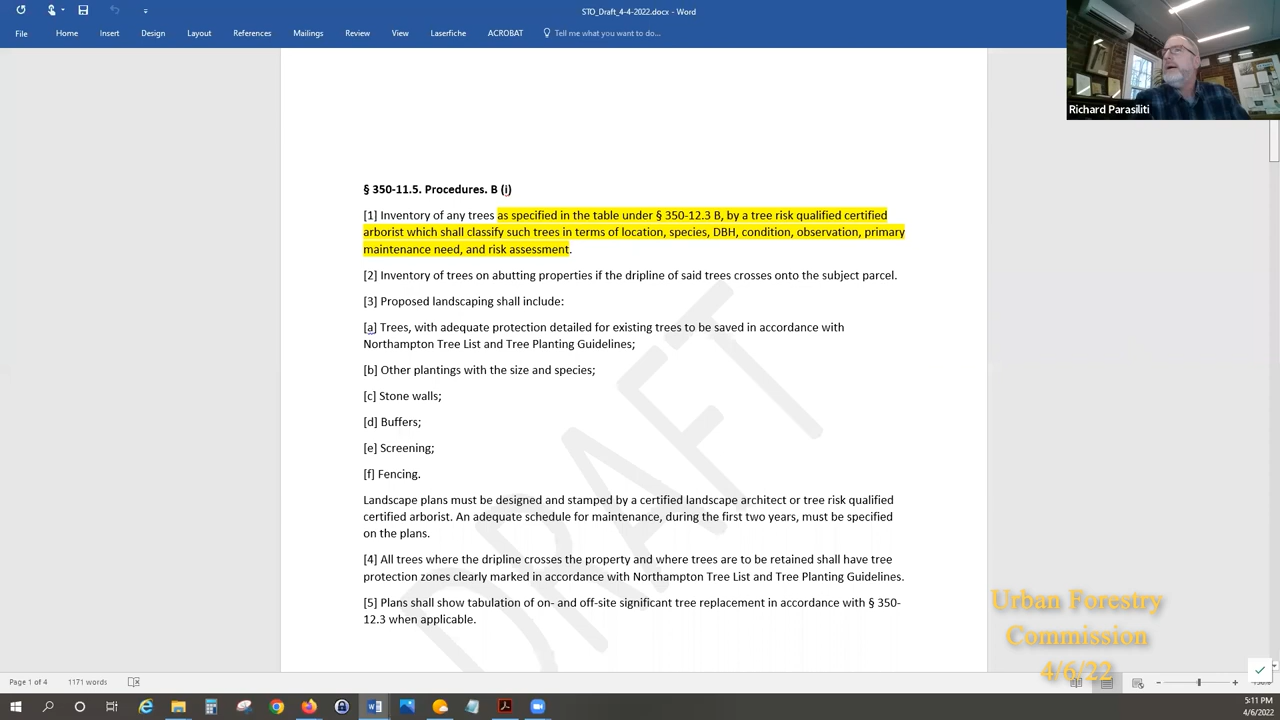 STO_Draft_4-4-2022.docx - Word
File Home Insert Design Layout References Mailings Review View Laserfiche ACROBAT Tell me what you want to do...
Richard Parasiliti
§ 350-11.5. Procedures. B (i)
[1] Inventory of any trees as specified in the table under § 350-12.3 B, by a tree risk qualified certified
arborist which shall classify such trees in terms of location, species, DBH, condition, observation, primary
maintenance need, and risk assessment.
[2] Inventory of trees on abutting properties if the dripline of said trees crosses onto the subject parcel.
[3] Proposed landscaping shall include:
[a] Trees, with adequate protection detailed for existing trees to be saved in accordance with
Northampton Tree List and Tree Planting Guidelines;
[b] Other plantings with the size and species;
[c] Stone walls;
[d] Buffers;
[e] Screening;
[f] Fencing.
Landscape plans must be designed and stamped by a certified landscape architect or tree risk qualified
certified arborist. An adequate schedule for maintenance, during the first two years, must be specified
on the plans.
[4] All trees where the dripline crosses the property and where trees are to be retained shall have tree
protection zones clearly marked in accordance with Northampton Tree List and Tree Planting Guidelines.
[5] Plans shall show tabulation of on- and off-site significant tree replacement in accordance with § 350-
12.3 when applicable.
DRAFT
Urban Forestry
Commission
4/6/22
Page 1 of 4 1171 words
5:11 PM
4/6/2022